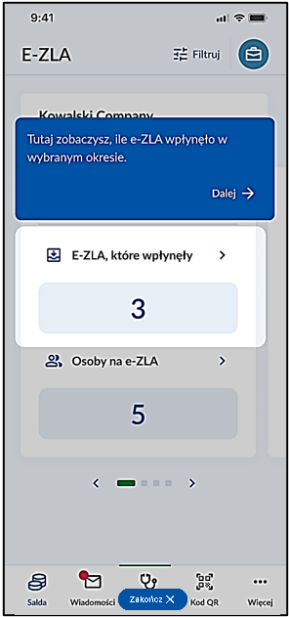 9:41
E-ZLA
Filtruj
Kowalski Company
Tutaj zobaczysz, ile e-ZLA wpłynęło w
wybranym okresie.
Dalej
E-ZLA, które wpłynęły
3
Osoby na e-ZLA
5
Salda
Wiadomości
Zakończ
Kod QR
Więcej